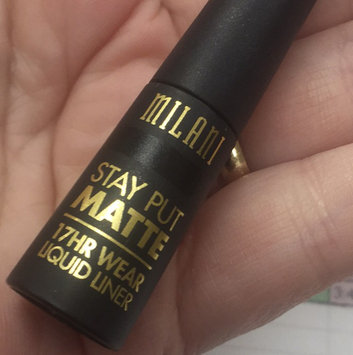 MILANI
STAY PUT
MATTE
17HR WEAR
LIQUID LINER